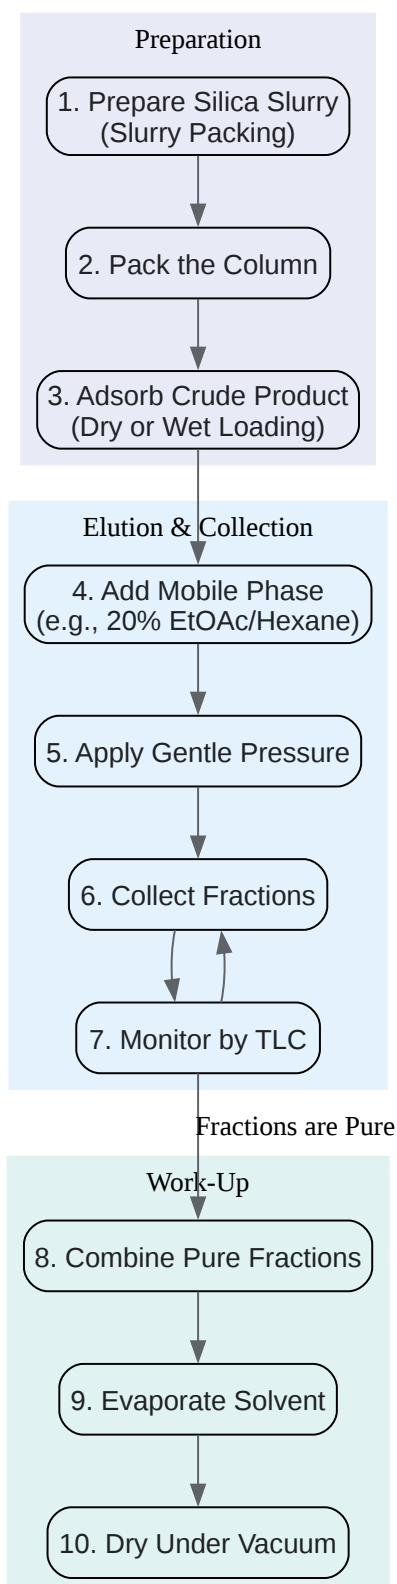 Preparation
1. Prepare Silica Slurry
(Slurry Packing)
2. Pack the Column
3. Adsorb Crude Product
(Dry or Wet Loading)
Elution & Collection
4. Add Mobile Phase
(e.g., 20% EtOAc/Hexane)
5. Apply Gentle Pressure
6. Collect Fractions
7. Monitor by TLC
Fractions are Pure
Work-Up
8. Combine Pure Fractions
9. Evaporate Solvent
10. Dry Under Vacuum